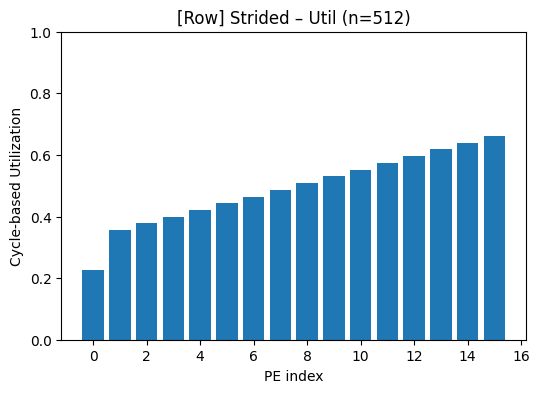 [Row] Strided – Util (n=512)
Cycle-based Utilization
1.0
0.8
0.6
0.4
0.2
0.0
0 2 4 6 8 10 12 14 16
PE index